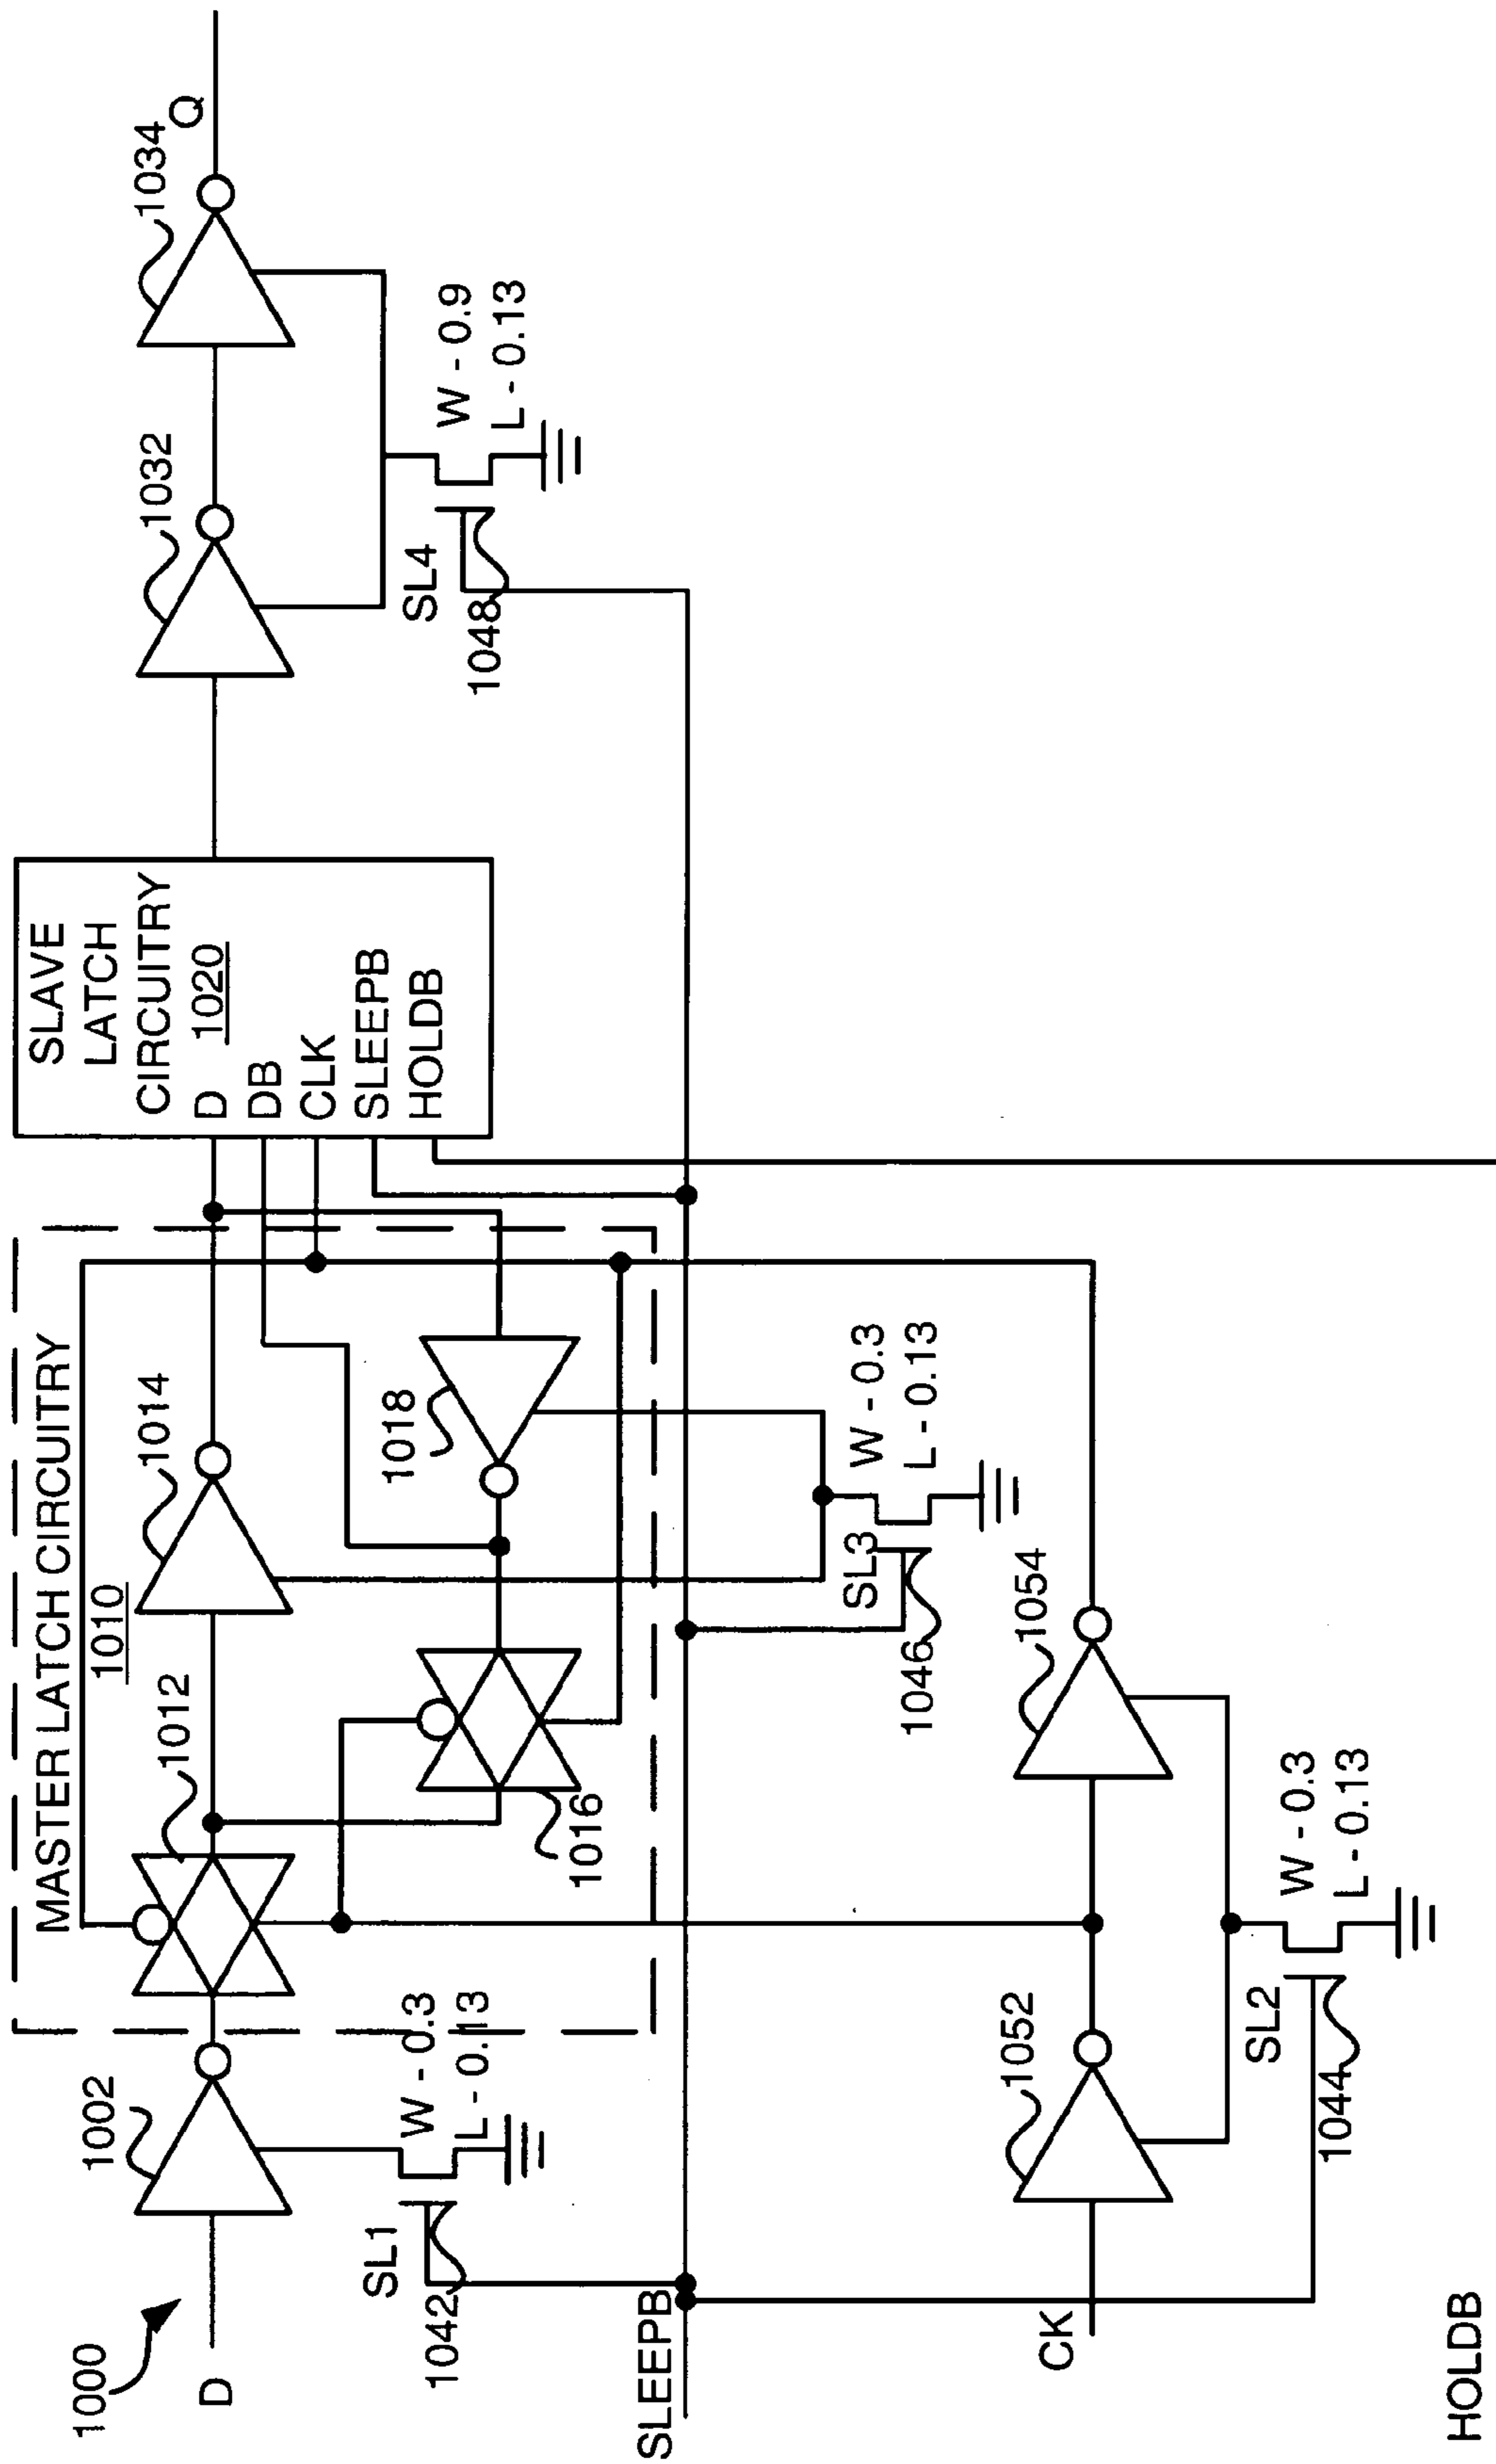 1000
D
1002
SL1
1042
W - 0.3
L - 0.13
MASTER LATCH CIRCUITRY
1010
1012
1014
1016
1018
SLAVE
LATCH
CIRCUITRY
1020
D
DB
CLK
SLEEPB
HOLDB
1032
1034
Q
SL4
1048
W - 0.9
L - 0.13
SLEEPB
SL3
1046
W - 0.3
L - 0.13
CK
1052
1054
SL2
1044
W - 0.3
L - 0.13
HOLDB